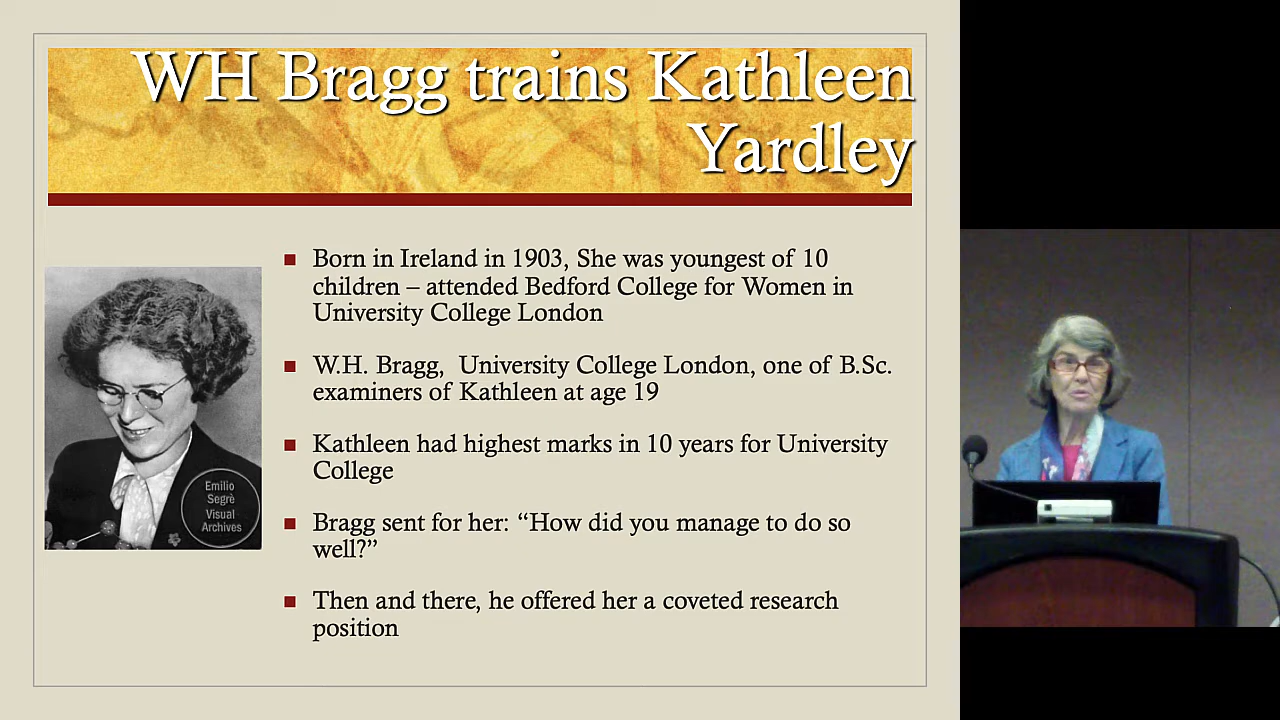 WH Bragg trains Kathleen
Yardley
Born in Ireland in 1903, She was youngest of 10
children – attended Bedford College for Women in
University College London
W.H. Bragg, University College London, one of B.Sc.
examiners of Kathleen at age 19
Kathleen had highest marks in 10 years for University
College
Bragg sent for her: “How did you manage to do so
well?”
Then and there, he offered her a coveted research
position
Emilio
Segrè
Visual
Archives